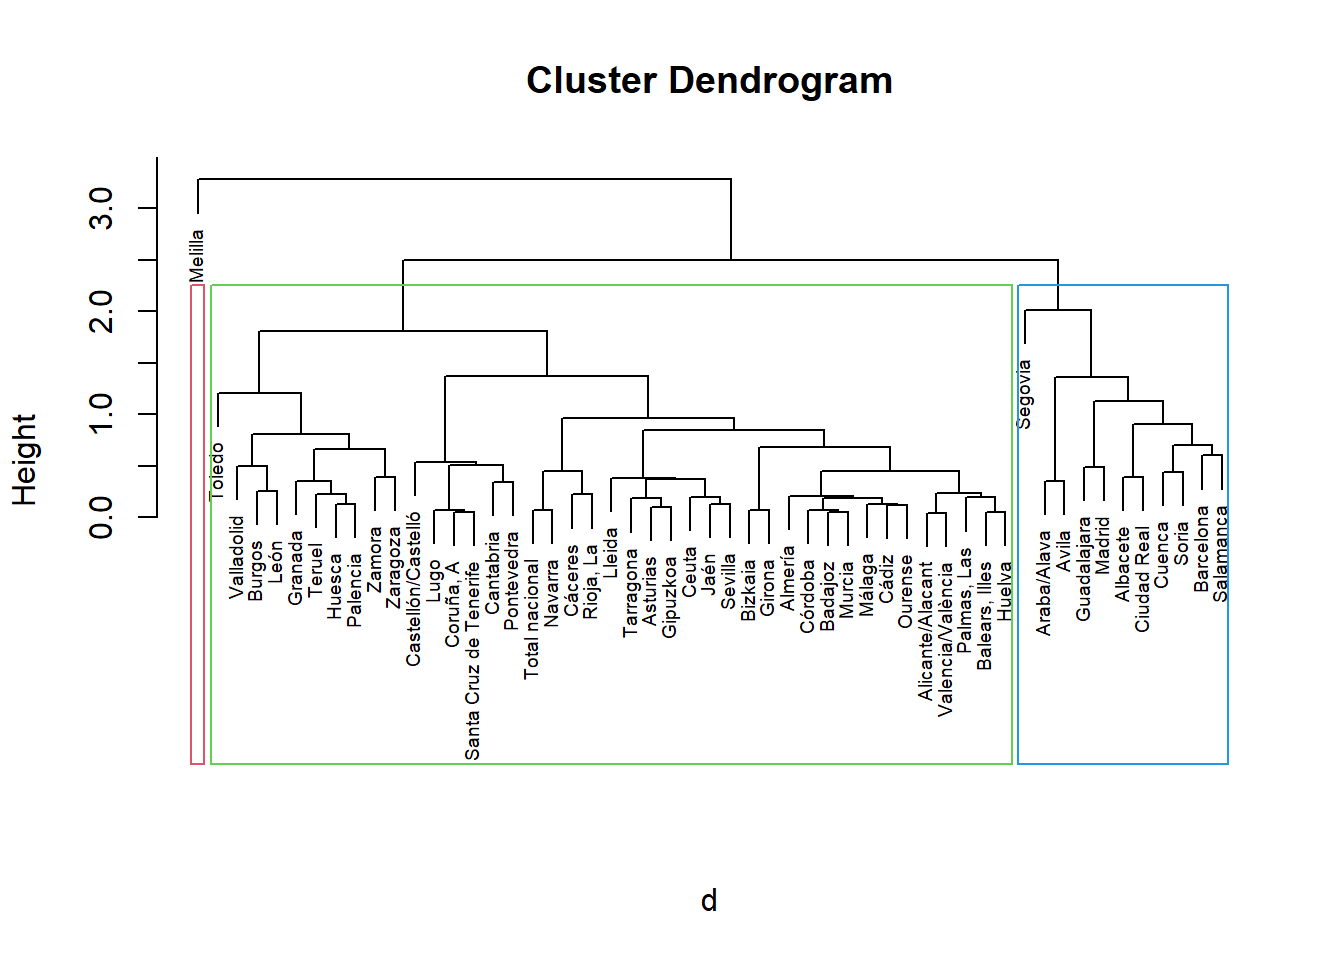 Cluster Dendrogram
Height
3.0
2.0
1.0
0.0
Melilla
Toledo
Valladolid
Burgos
León
Granada
Teruel
Huesca
Palencia
Zamora
Zaragoza
Castellón/Castelló
Lugo
Coruña, A
Santa Cruz de Tenerife
Cantabria
Pontevedra
Total nacional
Navarra
Cáceres
Rioja, La
Lleida
Tarragona
Asturias
Gipuzkoa
Ceuta
Jaén
Sevilla
Bizkaia
Girona
Almería
Córdoba
Badajoz
Murcia
Málaga
Cádiz
Ourense
Alicante/Alacant
Valencia/València
Palmas, Las
Balears, Illes
Huelva
Segovia
Araba/Álava
Ávila
Guadalajara
Madrid
Albacete
Ciudad Real
Cuenca
Soria
Barcelona
Salamanca
d